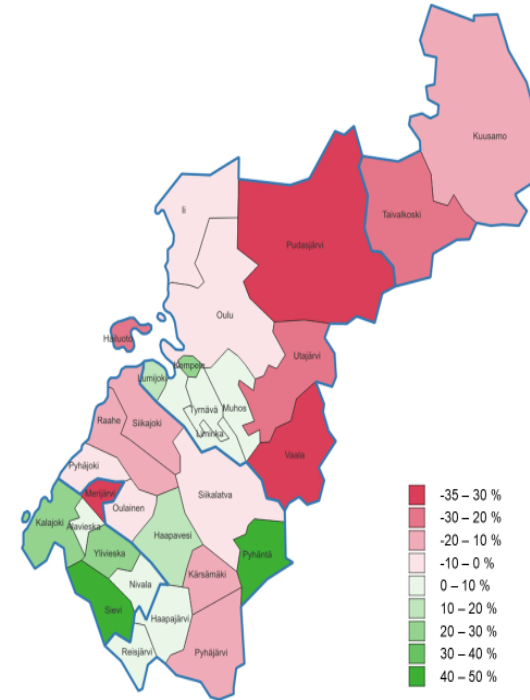 Kuusamo
Ii
Taivalkoski
Pudasjärvi
Oulu
Hailuoto
Utajärvi
Kempele
Lumijoki
Tyrnävä
Muhos
Raahe
Siikajoki
Liminka
Vaala
Pyhäjoki
Siikalatva
Merijärvi
Oulainen
Kalajoki
Alavieska
Haapavesi
Ylivieska
Pyhäntä
Kärsämäki
Nivala
Sievi
Haapajärvi
Reisjärvi
Pyhäjärvi
-35 – 30 %
-30 – 20 %
-20 – 10 %
-10 – 0 %
0 – 10 %
10 – 20 %
20 – 30 %
30 – 40 %
40 – 50 %